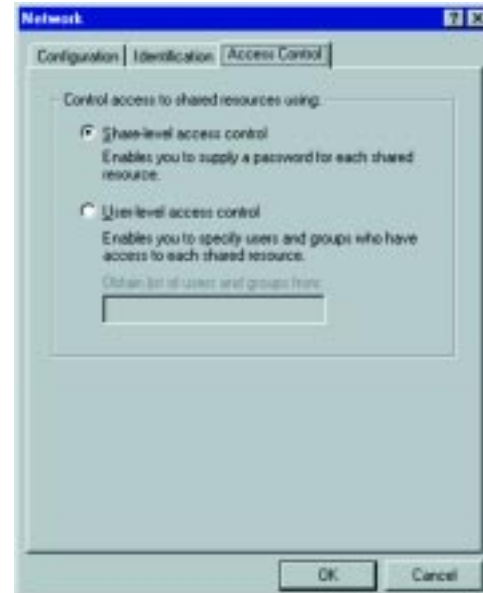 Network
? X
Configuration Identification Access Control
Control access to shared resources using:
Share-level access control
Enables you to supply a password for each shared
resource.
User-level access control
Enables you to specify users and groups who have
access to each shared resource.
Obtain list of users and groups from:
OK Cancel